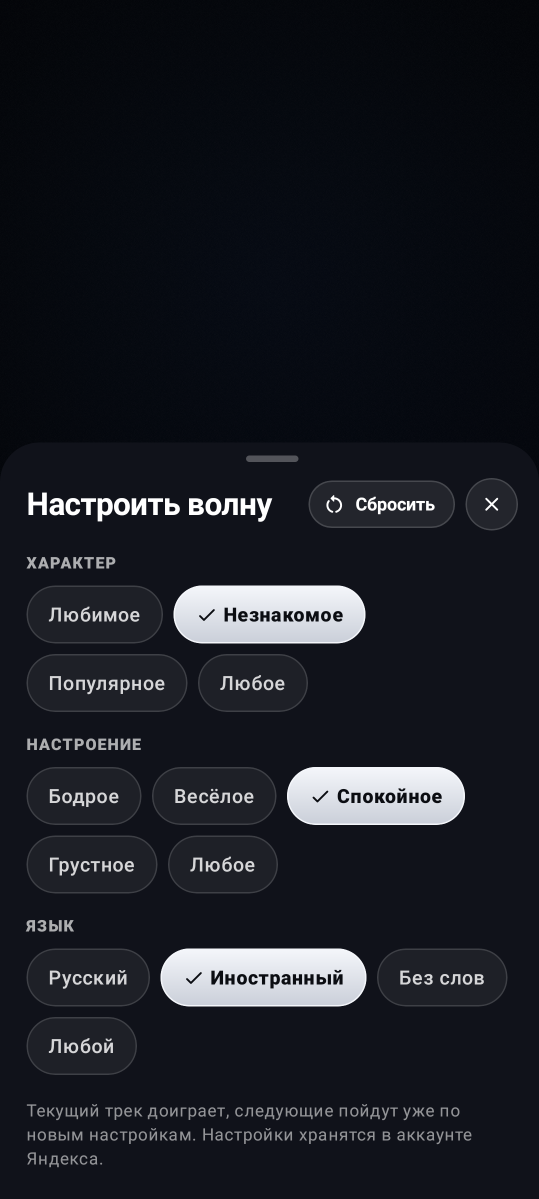 Настроить волну
Сбросить
ХАРАКТЕР
Любимое
Незнакомое
Популярное
Любое
НАСТРОЕНИЕ
Бодрое
Весёлое
Спокойное
Грустное
Любое
ЯЗЫК
Русский
Иностранный
Без слов
Любой
Текущий трек доиграет, следующие пойдут уже по
новым настройкам. Настройки хранятся в аккаунте
Яндекса.